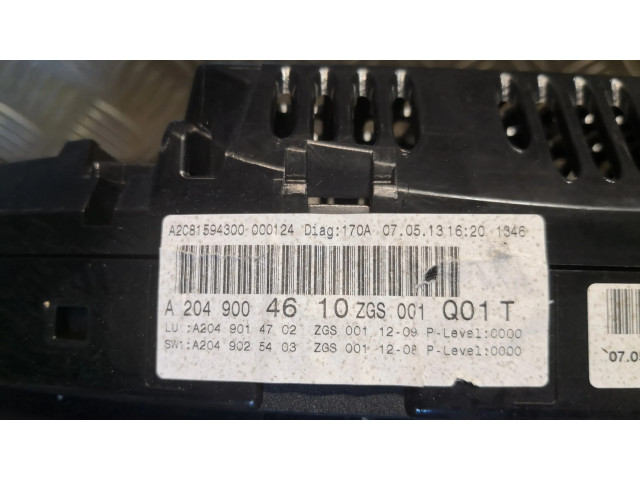 A2C81594300 000124 Diag:170A 07.05.13 16:20 1346
A 204 900 46 10 ZGS 001 Q01 T
LU :A204 901 47 02 ZGS 001 12-09 P-Level:0000
SW:A204 902 54 03 ZGS 001 12-08 P-Level:0000